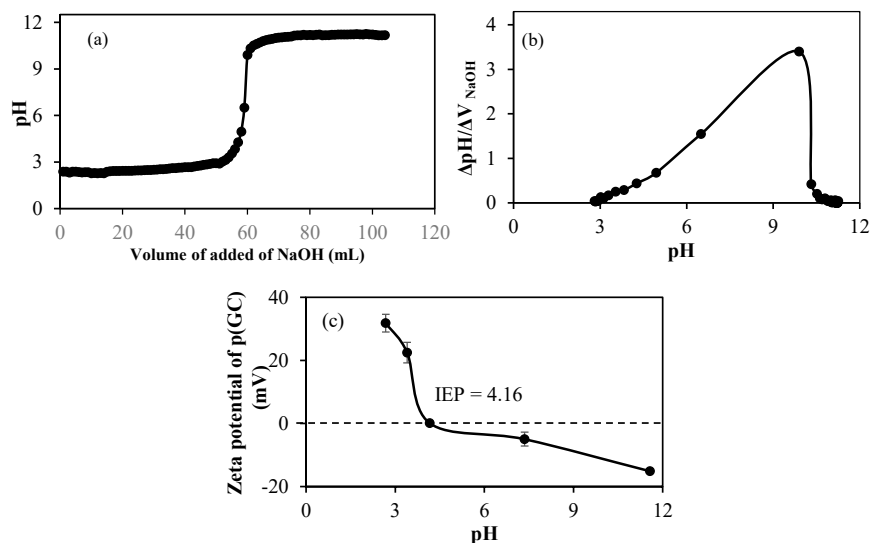 (a)
pH
12
9
6
3
0
0 20 40 60 80 100 120
Volume of added of NaOH (mL)
(b)
ΔpH/ΔV NaOH
4
3
2
1
0
0 3 6 9 12
pH
(c)
Zeta potential of p(GC)
(mV)
40
20
0
-20
IEP = 4.16
0 3 6 9 12
pH